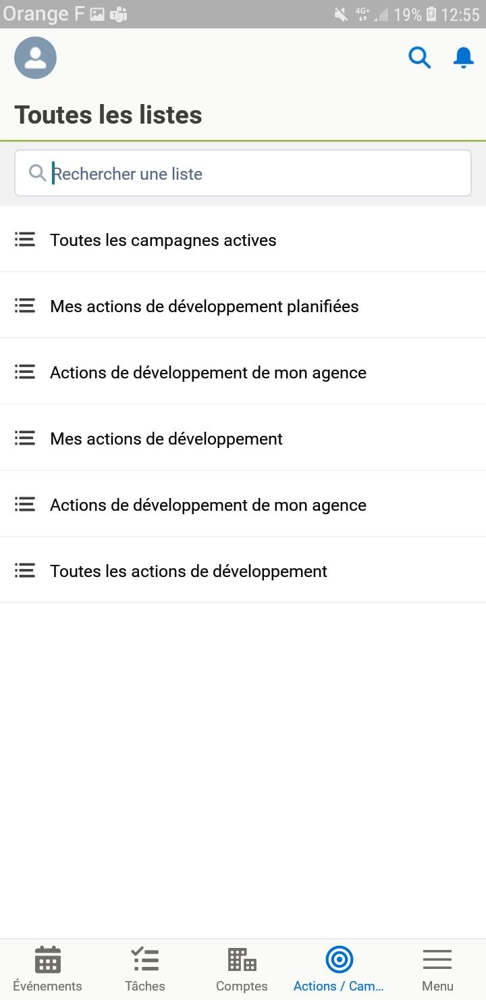 Orange F 4G+ 19% 12:55
Toutes les listes
Rechercher une liste
Toutes les campagnes actives
Mes actions de développement planifiées
Actions de développement de mon agence
Mes actions de développement
Actions de développement de mon agence
Toutes les actions de développement
Événements Tâches Comptes Actions / Cam... Menu